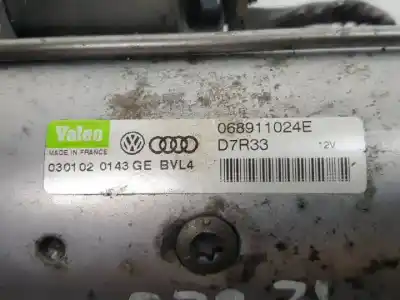 Valeo
MADE IN FRANCE
068911024E
D7R33
12V
030102 0143 GE BVL4